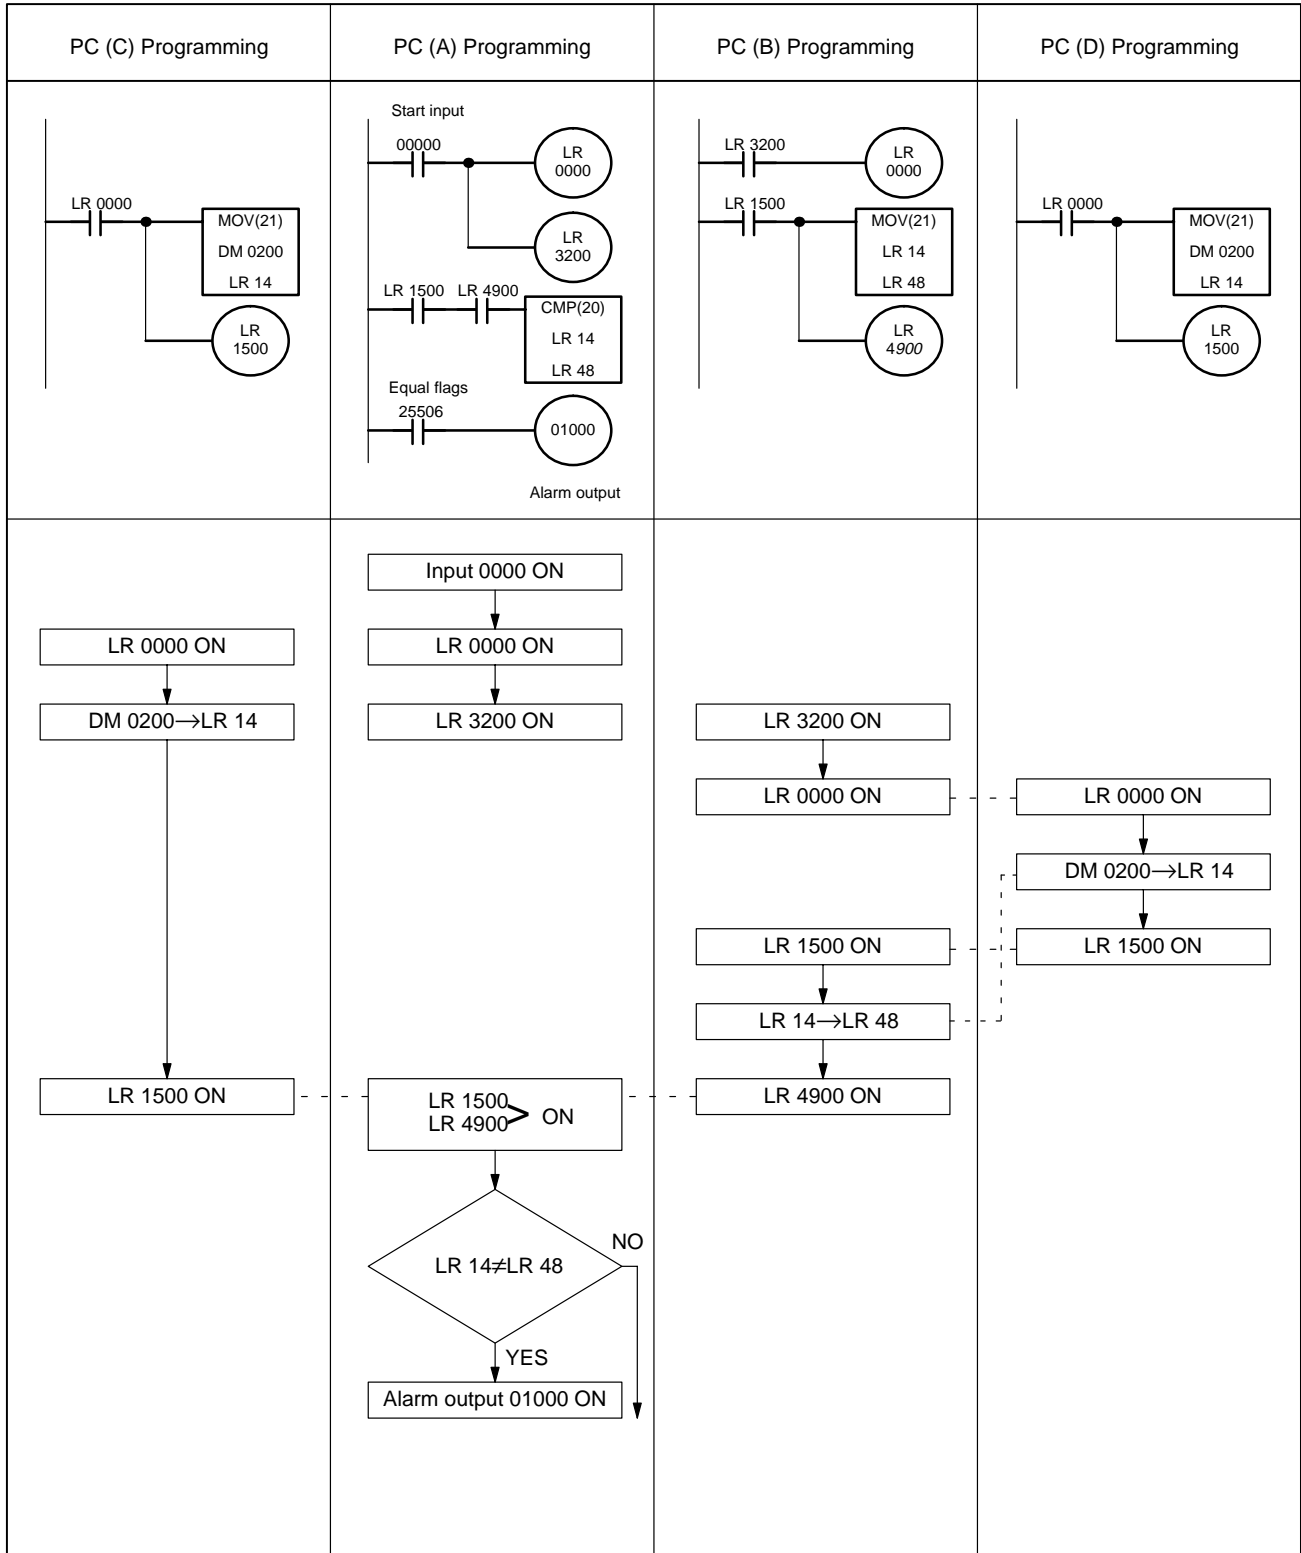 PC (C) Programming
PC (A) Programming
PC (B) Programming
PC (D) Programming
LR 0000
MOV(21)
DM 0200
LR 14
LR
1500
Start input
00000
LR
0000
LR
3200
LR 1500
LR 4900
CMP(20)
LR 14
LR 48
Equal flags
25506
01000
Alarm output
LR 3200
LR
0000
LR 1500
MOV(21)
LR 14
LR 48
LR
4900
LR 0000
MOV(21)
DM 0200
LR 14
LR
1500
LR 0000 ON
DM 0200→LR 14
LR 1500 ON
Input 0000 ON
LR 0000 ON
LR 3200 ON
LR 1500
LR 4900
> ON
LR 14≠LR 48
NO
YES
Alarm output 01000 ON
LR 3200 ON
LR 0000 ON
LR 1500 ON
LR 14→LR 48
LR 4900 ON
LR 0000 ON
DM 0200→LR 14
LR 1500 ON